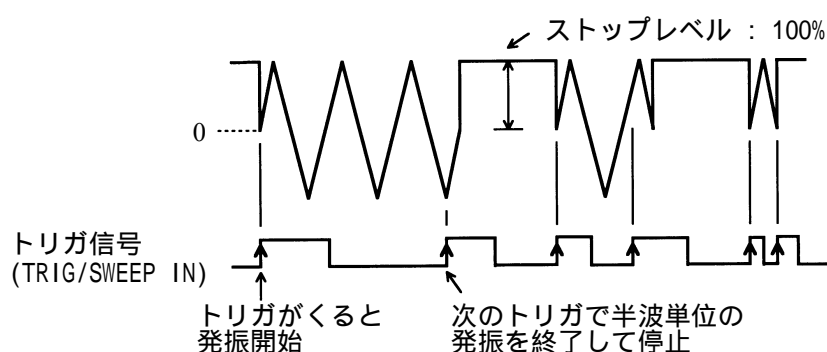 ストップレベル : 100%
0
トリガ信号
(TRIG/SWEEP IN)
トリガがくると
発振開始
次のトリガで半波単位の
発振を終了して停止